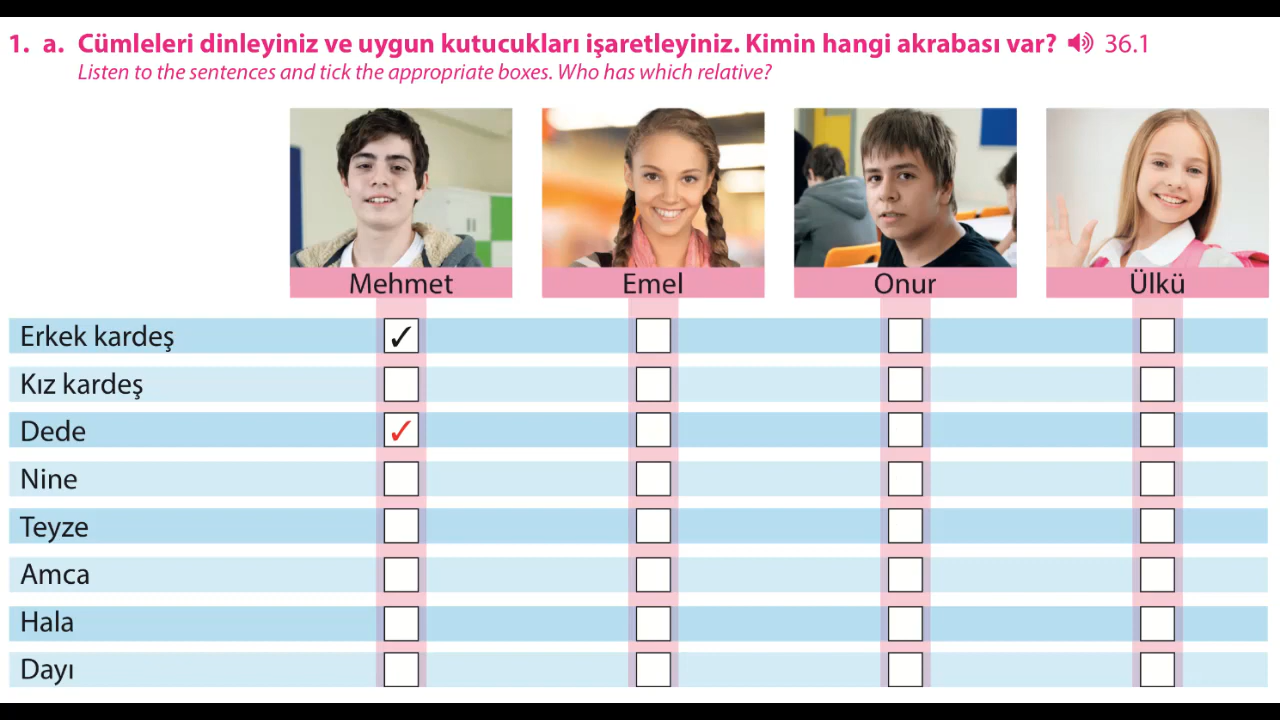 1. a. Cümleleri dinleyiniz ve uygun kutucukları işaretleyiniz. Kimin hangi akrabası var? 36.1
Listen to the sentences and tick the appropriate boxes. Who has which relative?
Mehmet Emel Onur Ülkü
Erkek kardeş ✓
Kız kardeş
Dede ✓
Nine
Teyze
Amca
Hala
Dayı